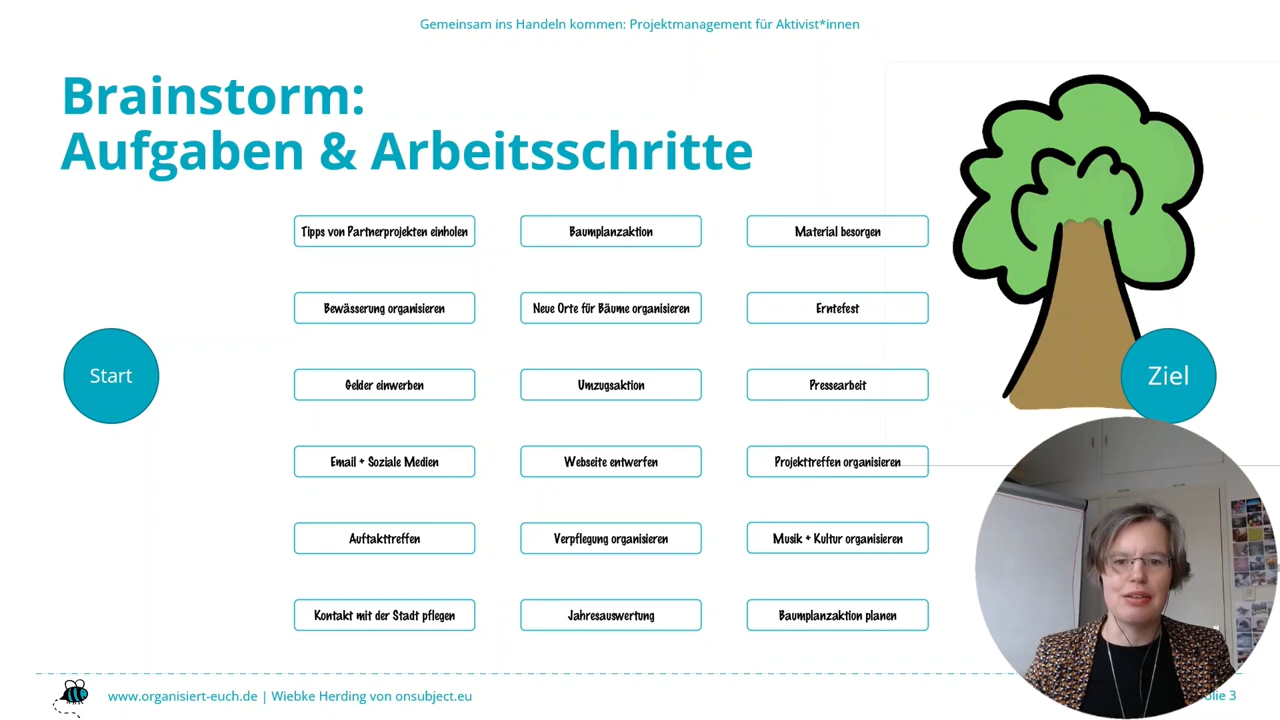 Gemeinsam ins Handeln kommen: Projektmanagement für Aktivist*innen
Brainstorm:
Aufgaben & Arbeitsschritte
Tipps von Partnerprojekten einholen
Baumplanzaktion
Material besorgen
Bewässerung organisieren
Neue Orte für Bäume organisieren
Erntefest
Start
Gelder einwerben
Umzugsaktion
Pressearbeit
Ziel
Email + Soziale Medien
Webseite entwerfen
Projekttreffen organisieren
Auftakttreffen
Verpflegung organisieren
Musik + Kultur organisieren
Kontakt mit der Stadt pflegen
Jahresauswertung
Baumplanzaktion planen
www.organisiert-euch.de | Wiebke Herding von onsubject.eu
olie 3